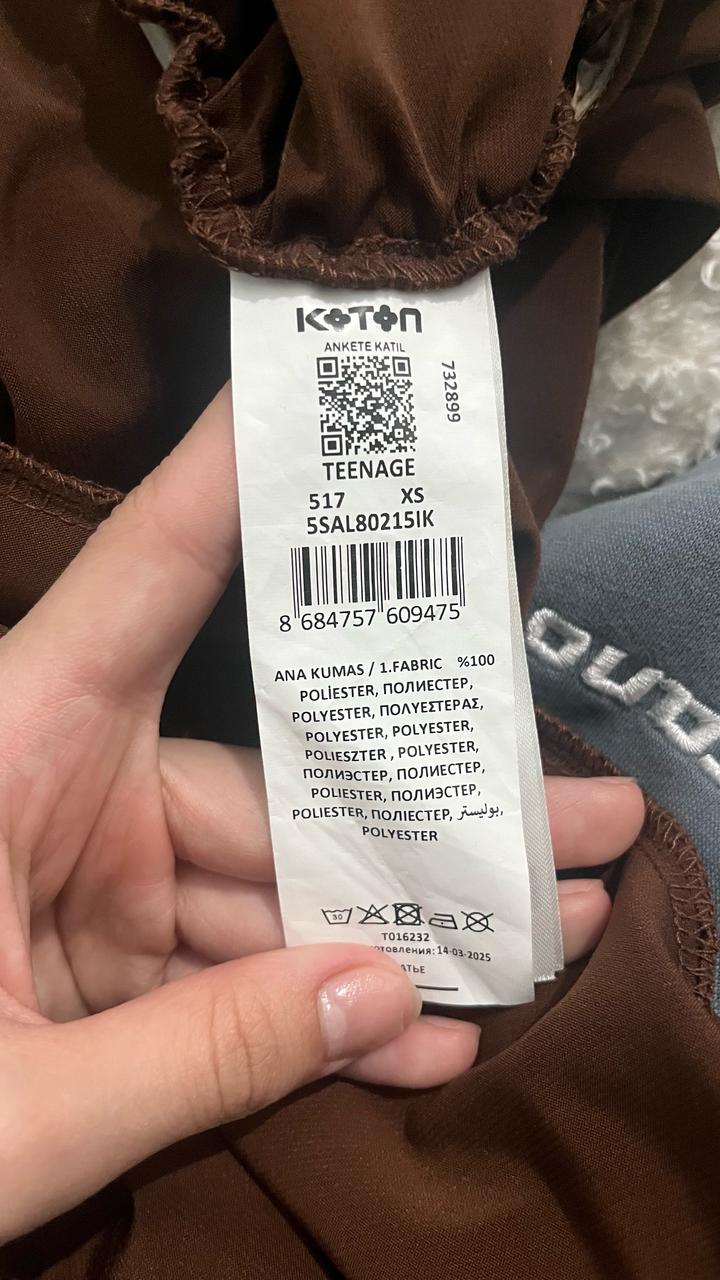 KOTON
ANKETE KATIL
732899
TEENAGE
517 XS
5SAL80215IK
8 684757 609475
ANA KUMAS / 1.FABRIC %100
POLİESTER, ПОЛИЕСТЕР,
POLYESTER, ΠΟΛΥΕΣΤΕΡΑΣ,
POLYESTER, POLYESTER,
POLIESZTER , POLYESTER,
ПОЛИЭСТЕР, ПОЛИЕСТЕР,
POLIESTER, ПОЛИЭСТЕР,
POLIESTER, ПОЛІЕСТЕР, بوليستر,
POLYESTER
30
T016232
товления: 14-03-2025
АТЬЕ